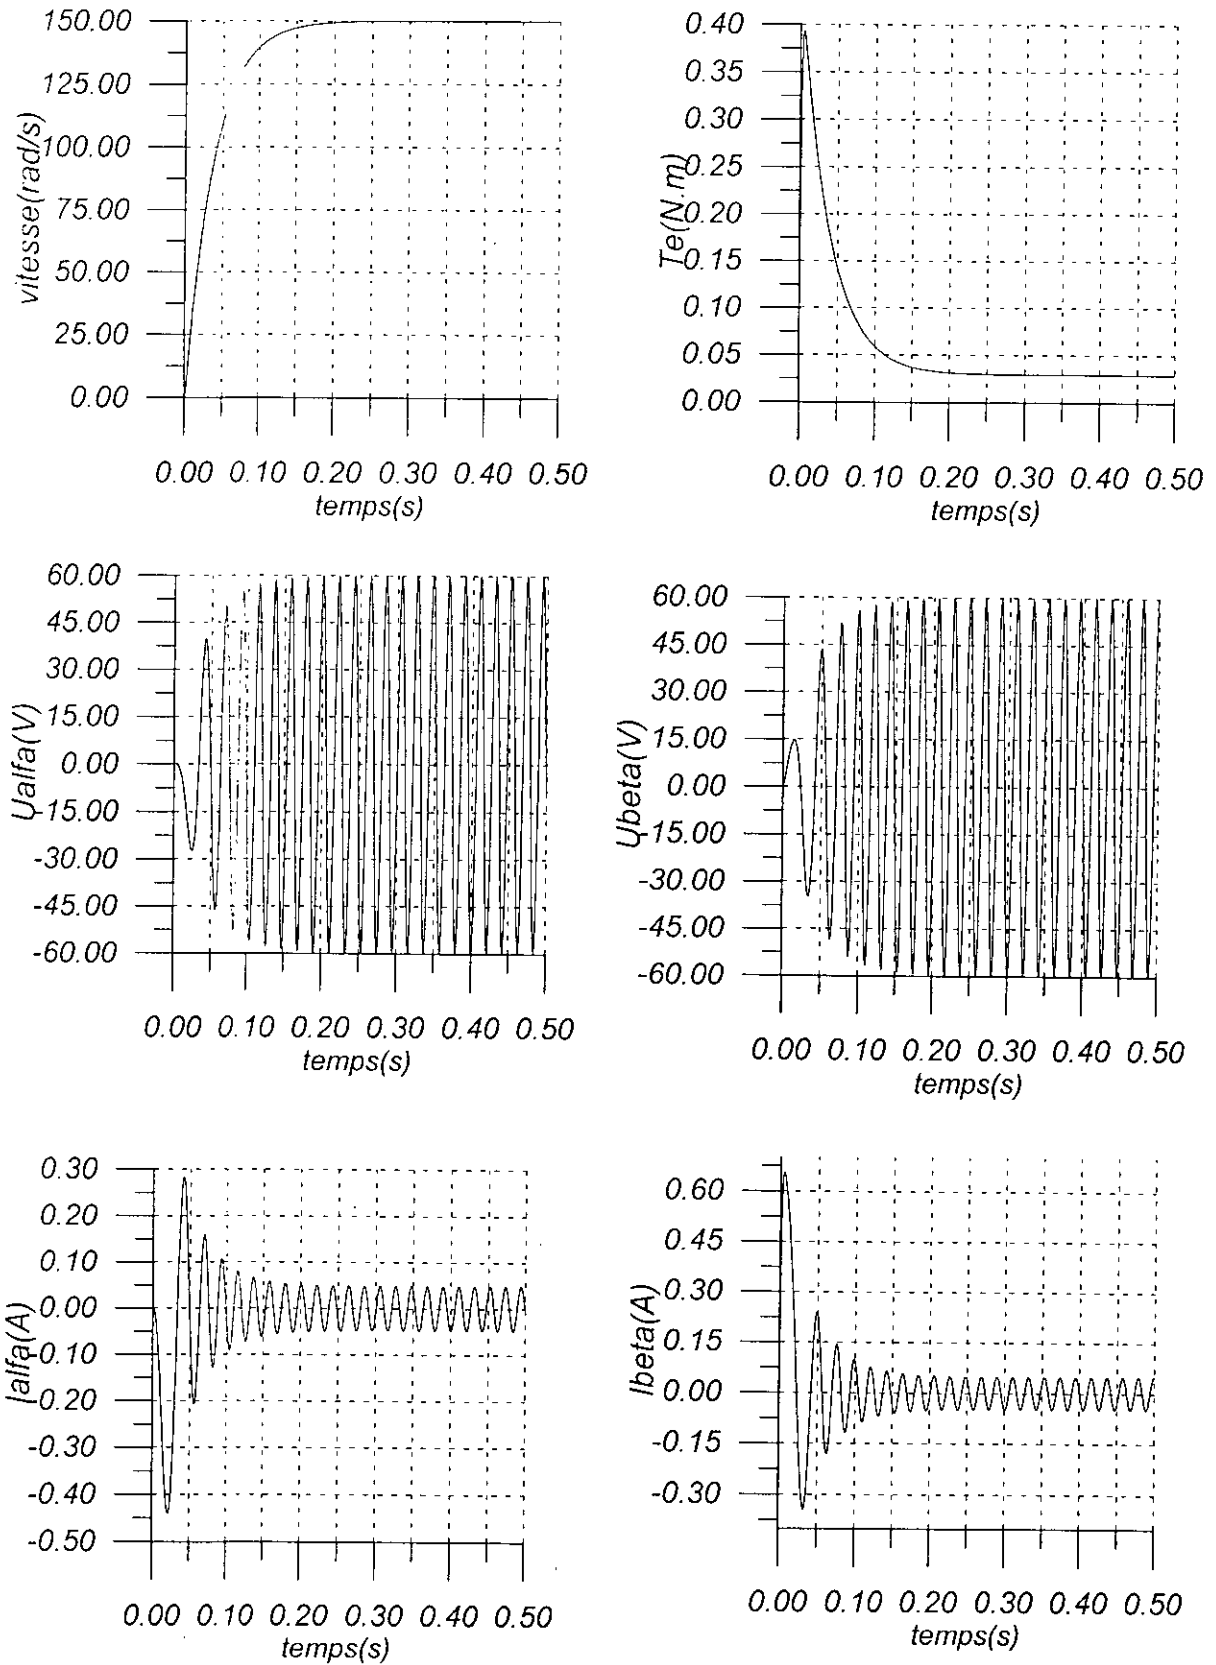 150.00
125.00
100.00
75.00
50.00
25.00
0.00
vitesse(rad/s)
0.00 0.10 0.20 0.30 0.40 0.50
temps(s)
0.40
0.35
0.30
0.25
0.20
0.15
0.10
0.05
0.00
Te(N.m)
0.00 0.10 0.20 0.30 0.40 0.50
temps(s)
60.00
45.00
30.00
15.00
0.00
-15.00
-30.00
-45.00
-60.00
Ualfa(V)
0.00 0.10 0.20 0.30 0.40 0.50
temps(s)
60.00
45.00
30.00
15.00
0.00
-15.00
-30.00
-45.00
-60.00
Ubeta(V)
0.00 0.10 0.20 0.30 0.40 0.50
temps(s)
0.30
0.20
0.10
0.00
-0.10
-0.20
-0.30
-0.40
-0.50
Ialfa(A)
0.00 0.10 0.20 0.30 0.40 0.50
temps(s)
0.60
0.45
0.30
0.15
0.00
-0.15
-0.30
Ibeta(A)
0.00 0.10 0.20 0.30 0.40 0.50
temps(s)